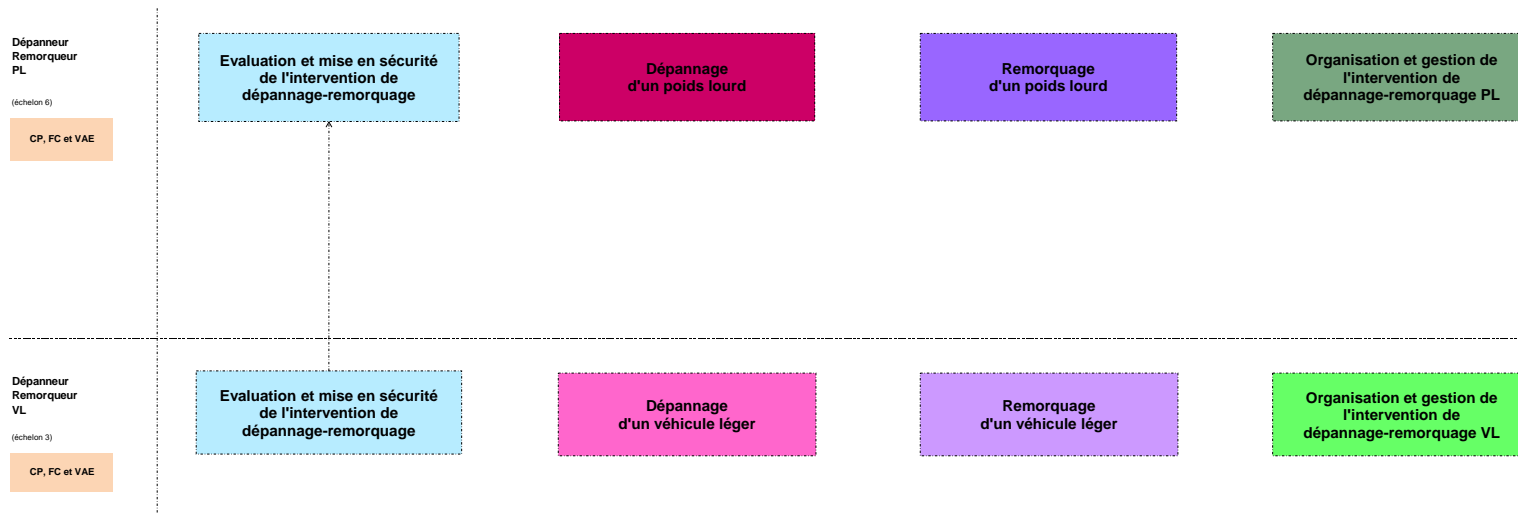 Dépanneur
Remorqueur
PL
(échelon 6)
CP, FC et VAE
Evaluation et mise en sécurité
de l'intervention de
dépannage-remorquage
Dépannage
d'un poids lourd
Remorquage
d'un poids lourd
Organisation et gestion de
l'intervention de
dépannage-remorquage PL
Dépanneur
Remorqueur
VL
(échelon 3)
CP, FC et VAE
Evaluation et mise en sécurité
de l'intervention de
dépannage-remorquage
Dépannage
d'un véhicule léger
Remorquage
d'un véhicule léger
Organisation et gestion de
l'intervention de
dépannage-remorquage VL